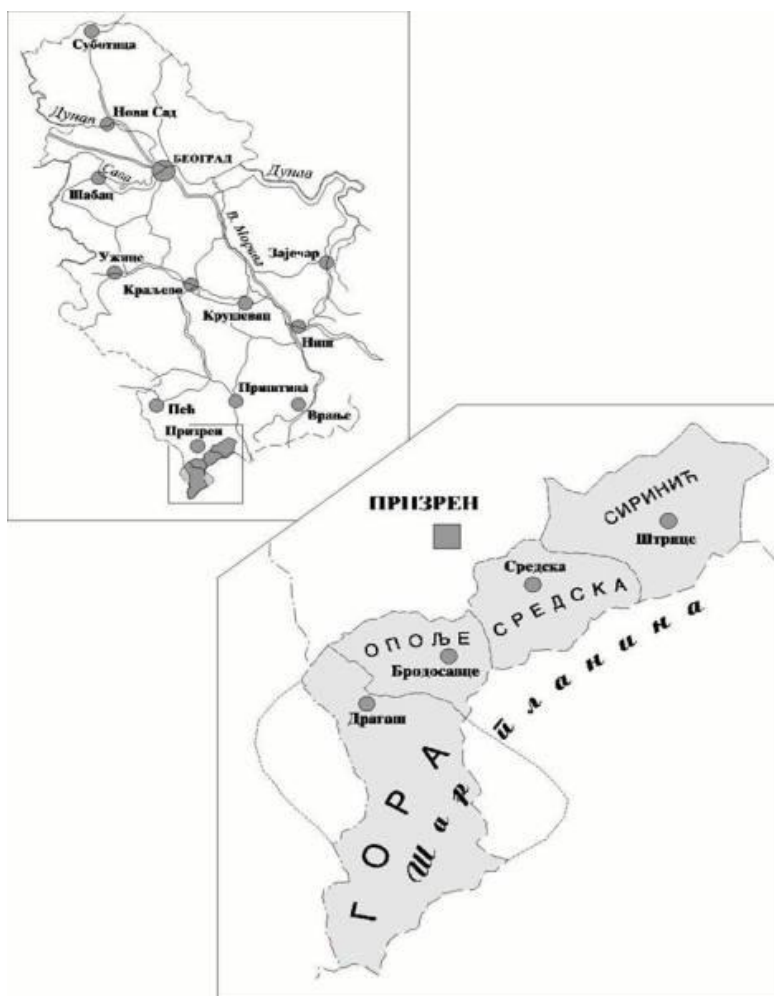 Суботица
Нови Сад
Дунав
БЕОГРАД
Дунав
Сава
Шабац
В. Морава
Зајечар
Ужице
Краљево
Крушевац
Ниш
Приштина
Пећ
Врање
Призрен
ПРИЗРЕН
СИРИНИЋ
Штрпце
Средска
СРЕДСКА
ОПОЉЕ
Бродосавце
Драгаш
ГОРА
Шар планина